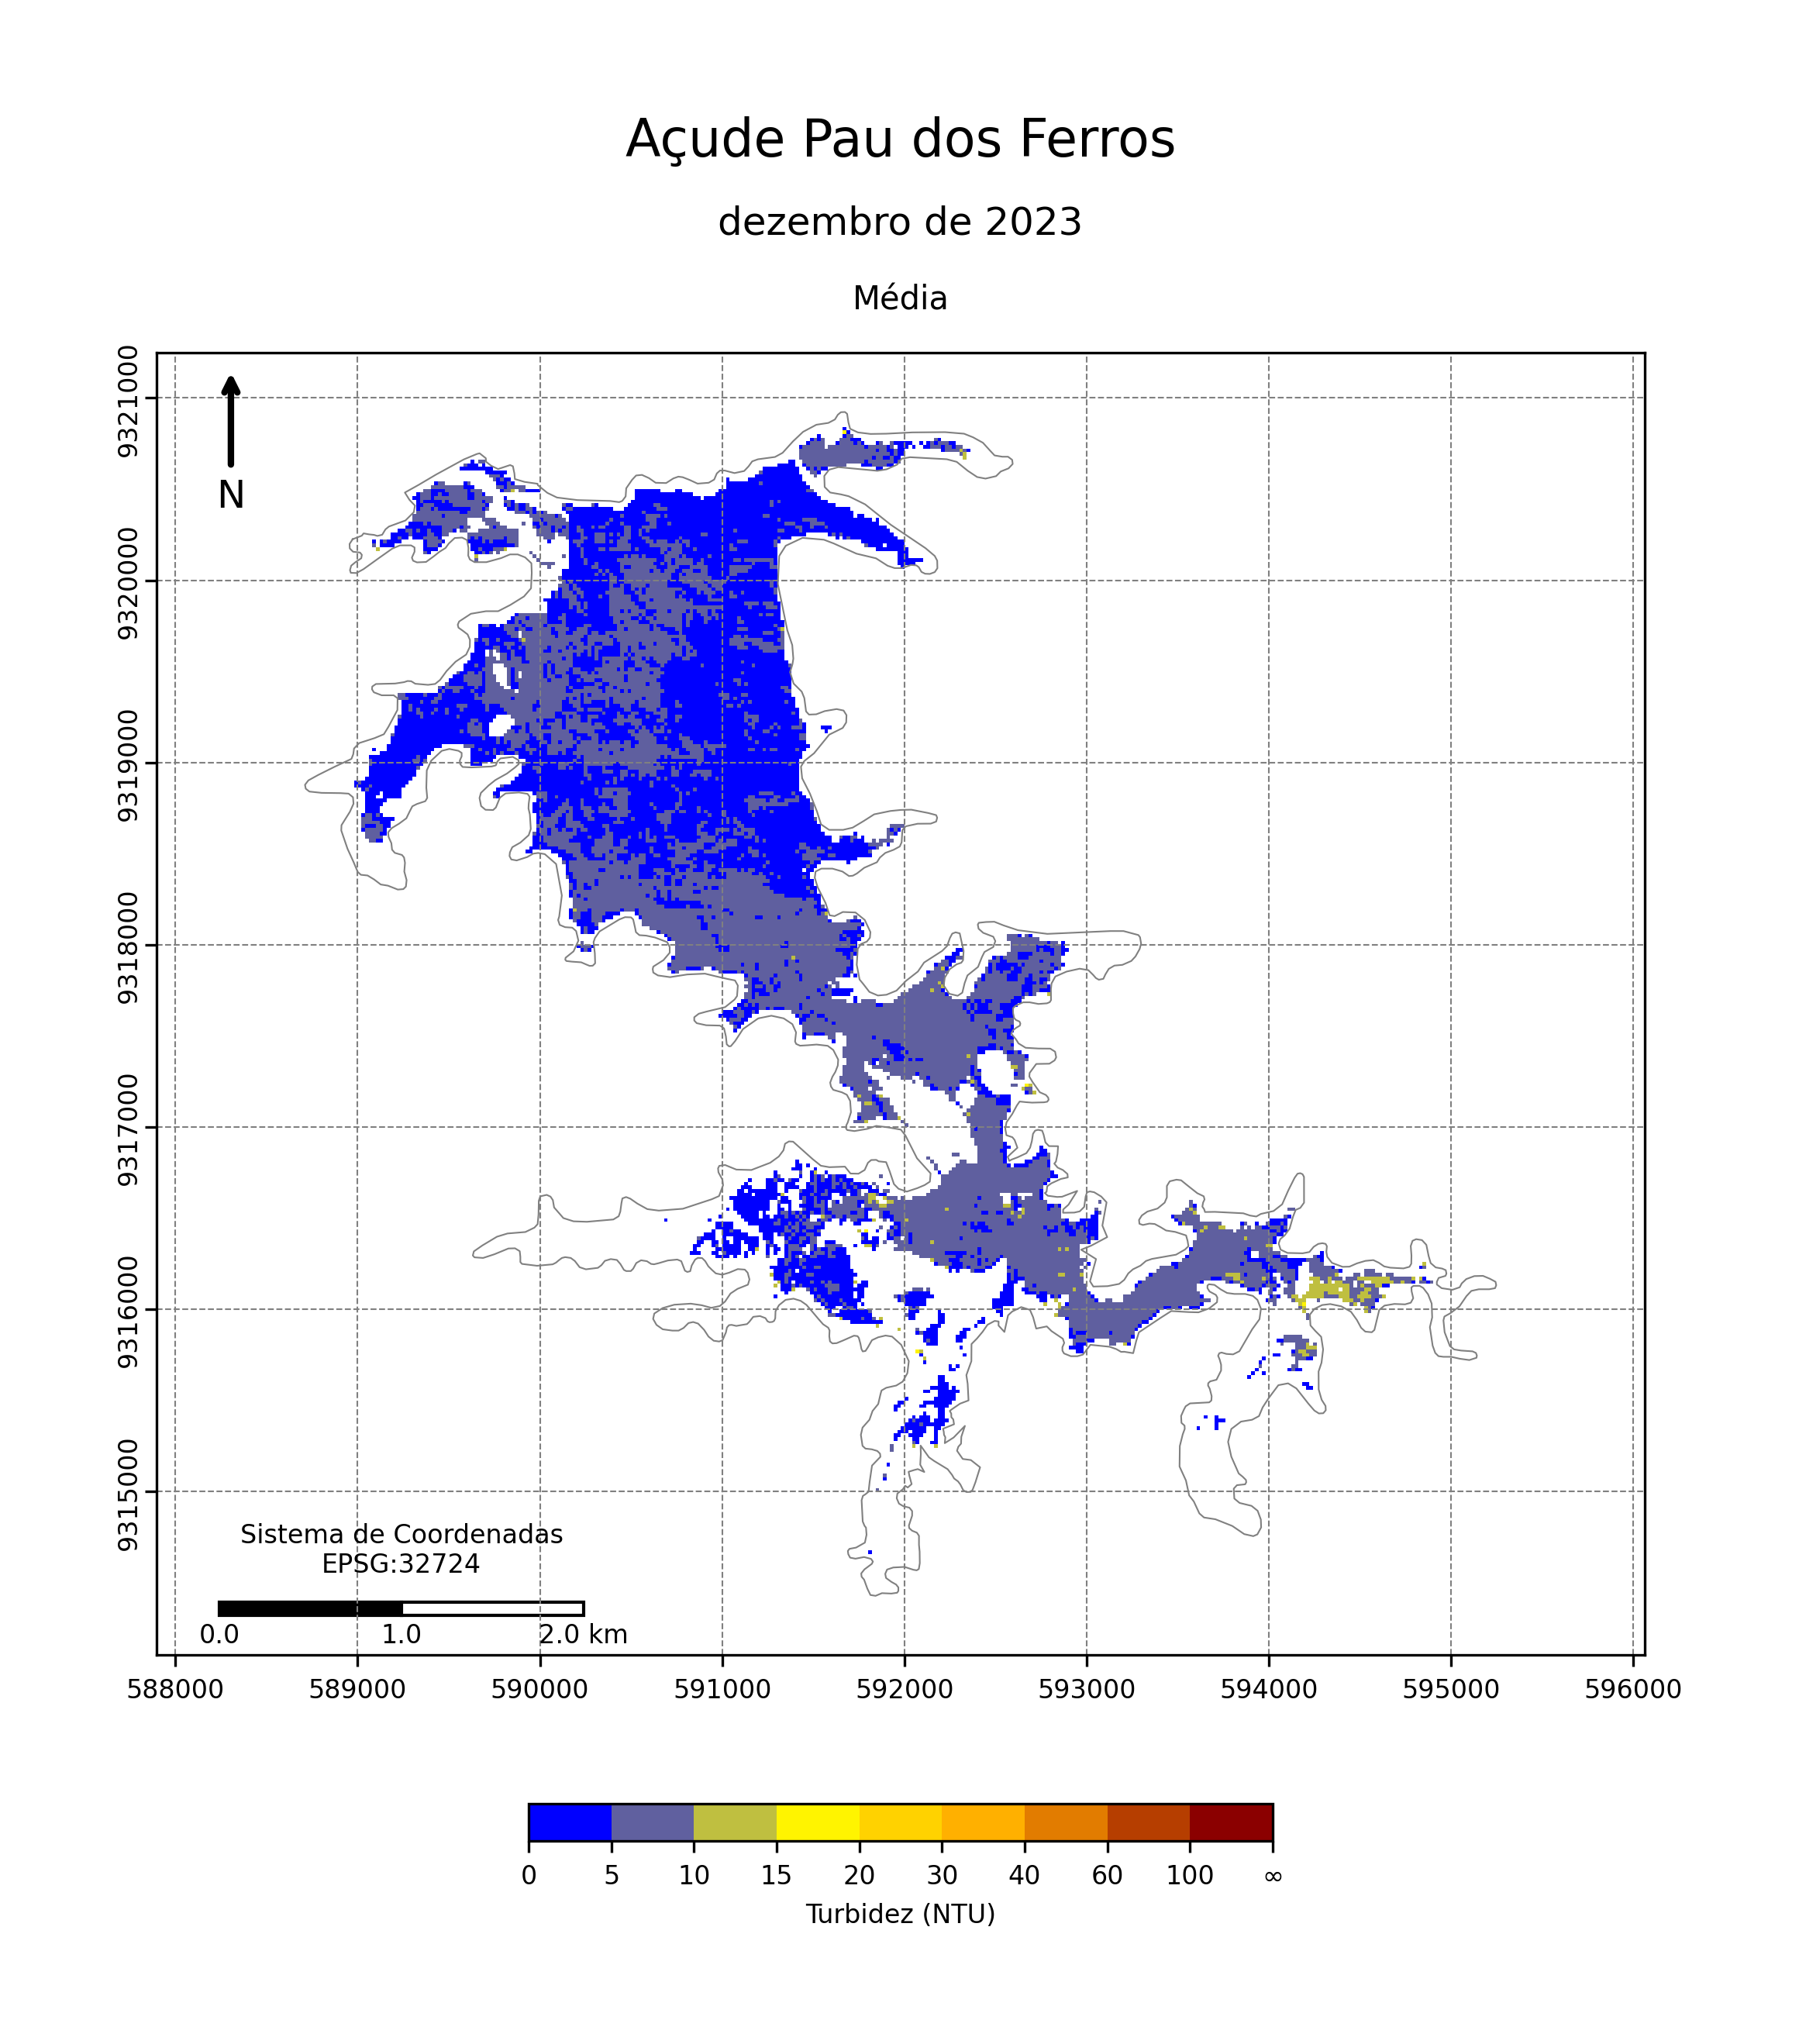 Açude Pau dos Ferros
dezembro de 2023
Média
9321000
9320000
9319000
9318000
9317000
9316000
9315000
N
Sistema de Coordenadas
EPSG:32724
0.0 1.0 2.0 km
588000 589000 590000 591000 592000 593000 594000 595000 596000
0 5 10 15 20 30 40 60 100 ∞
Turbidez (NTU)